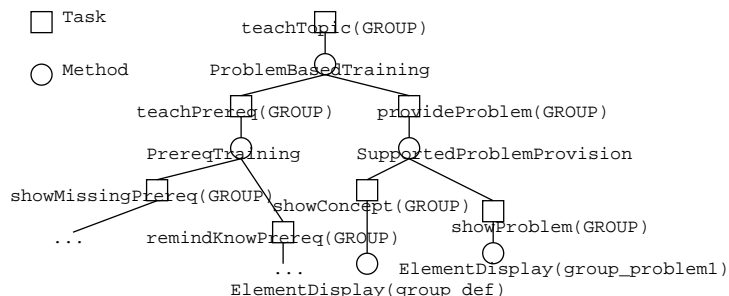 Task
teachTopic(GROUP)
Method
ProblemBasedTraining
teachPrereq(GROUP)
provideProblem(GROUP)
PrereqTraining
SupportedProblemProvision
showMissingPrereq(GROUP)
showConcept(GROUP)
showProblem(GROUP)
...
remindKnowPrereq(GROUP)
...
ElementDisplay(group_problem1)
ElementDisplay(group_def)